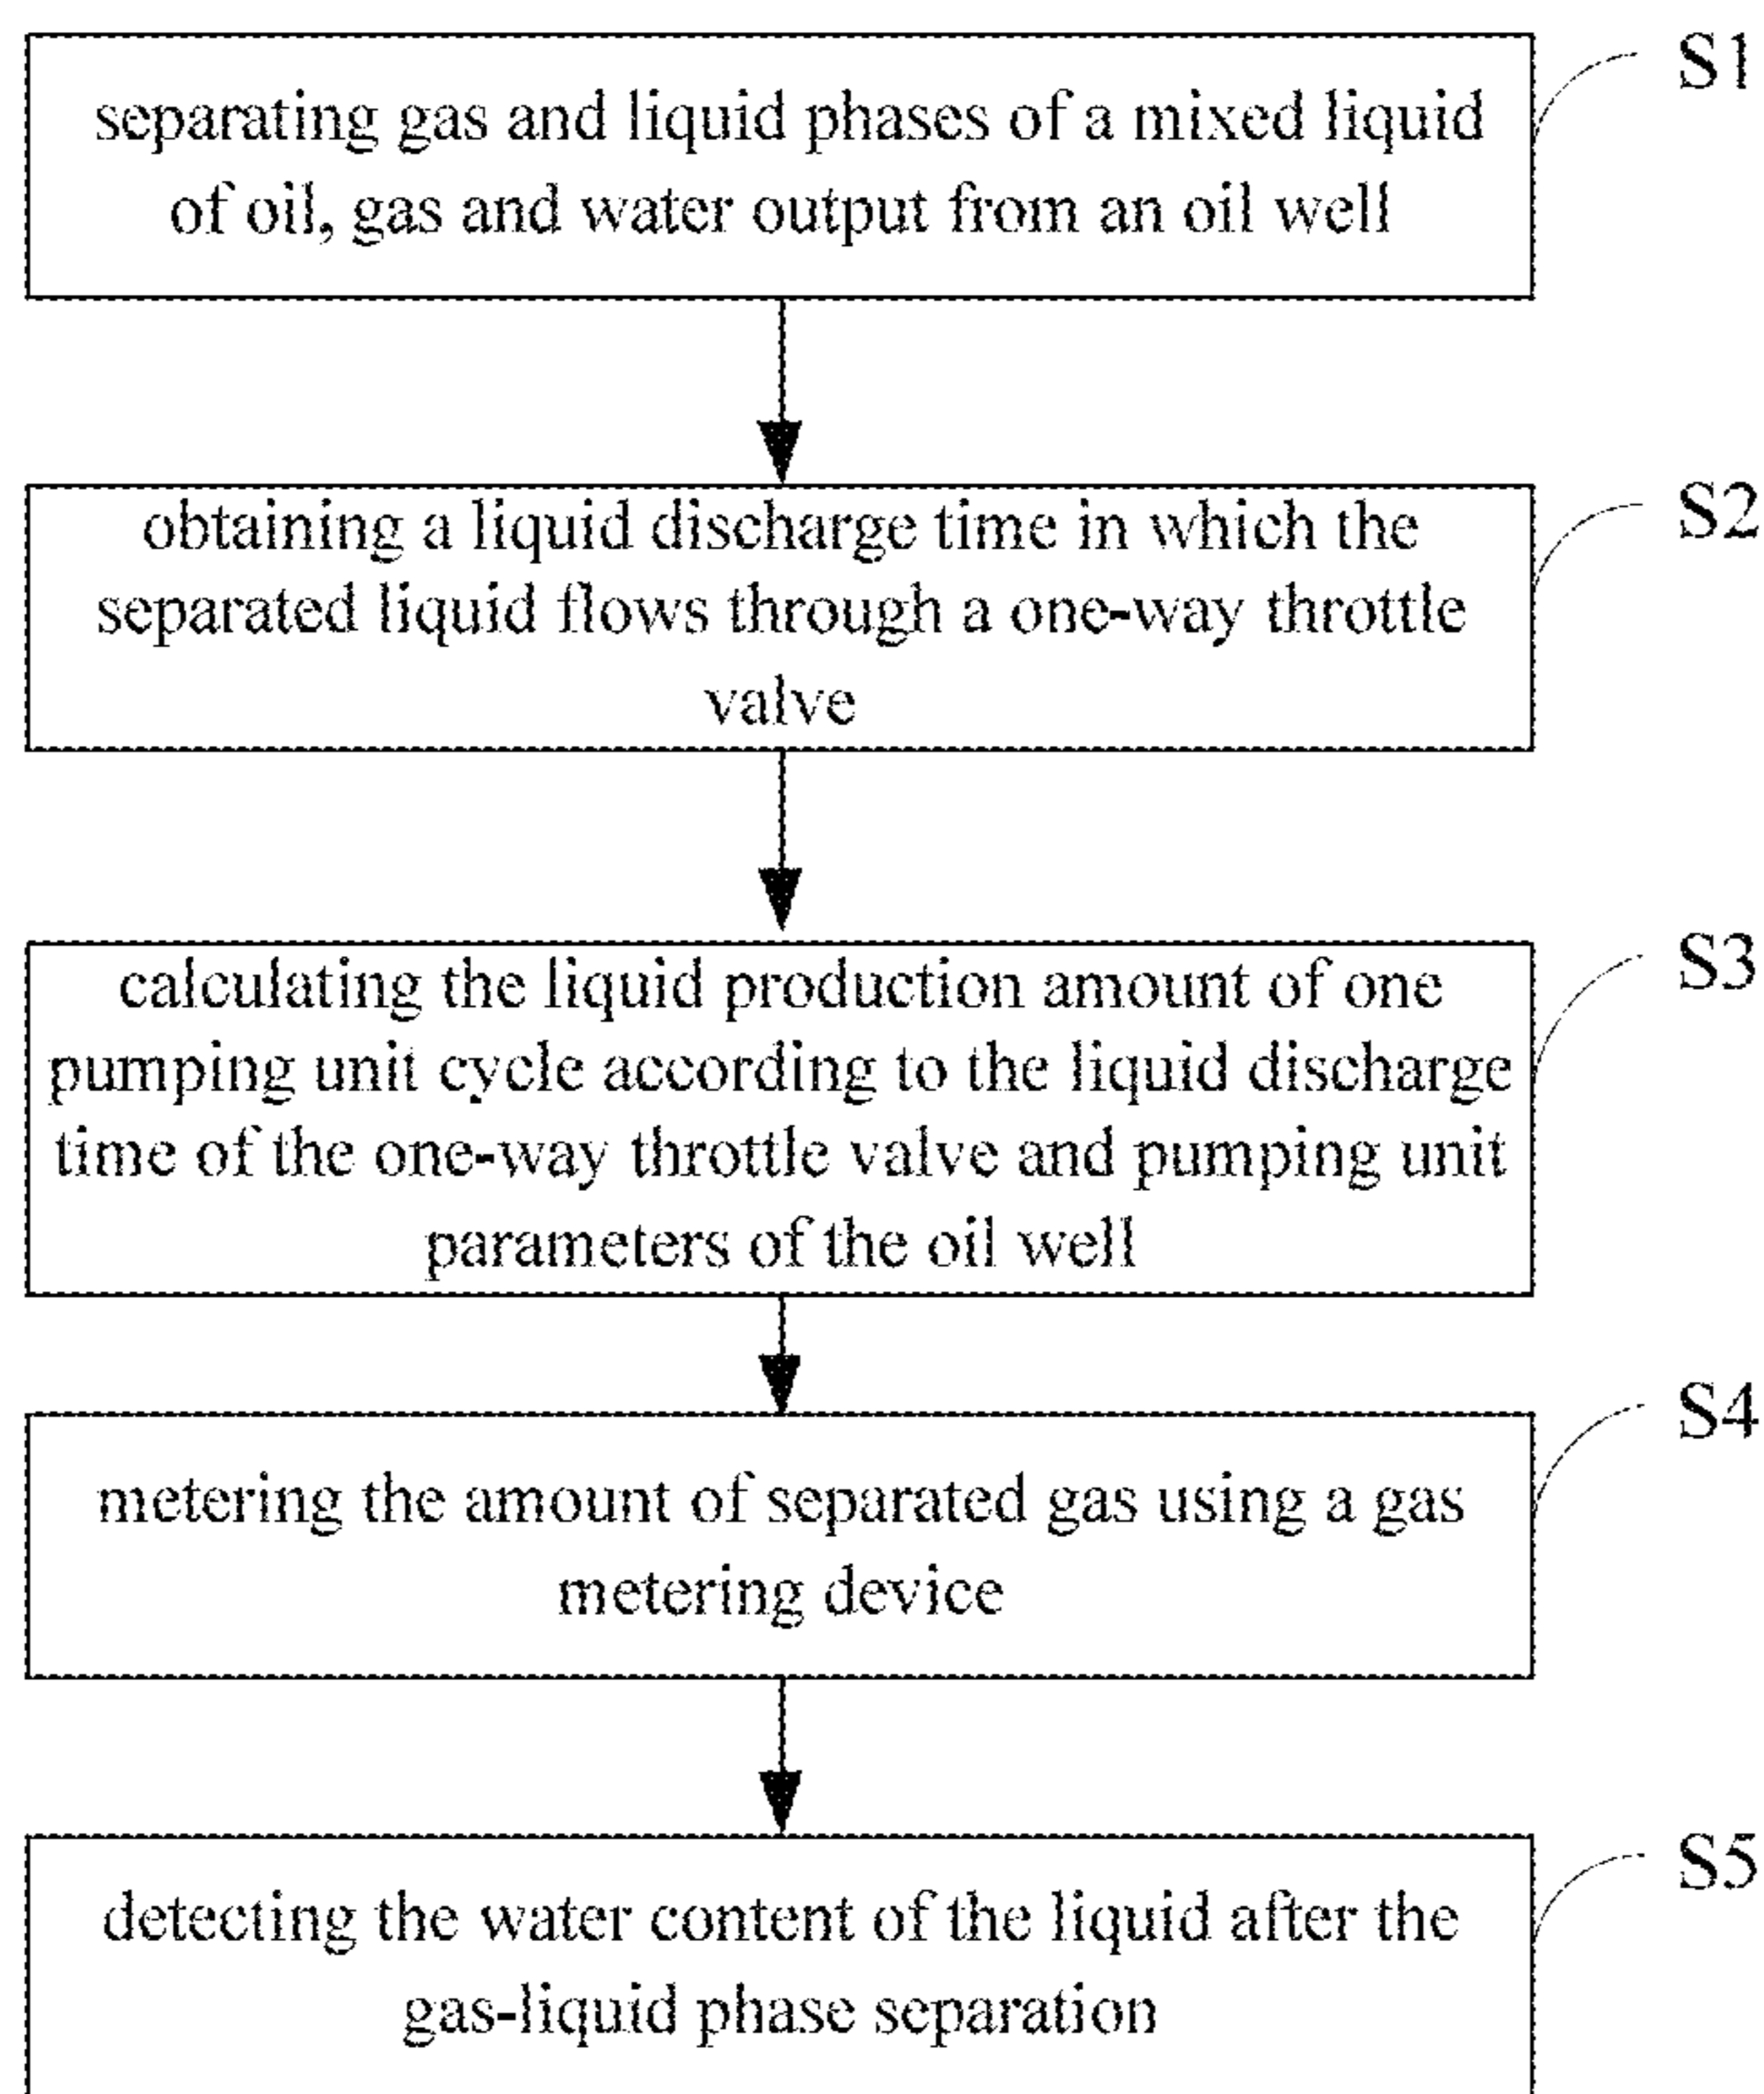 separating gas and liquid phases of a mixed liquid
of oil, gas and water output from an oil well
S1
obtaining a liquid discharge time in which the
separated liquid flows through a one-way throttle
valve
S2
calculating the liquid production amount of one
pumping unit cycle according to the liquid discharge
time of the one-way throttle valve and pumping unit
parameters of the oil well
S3
metering the amount of separated gas using a gas
metering device
S4
detecting the water content of the liquid after the
gas-liquid phase separation
S5